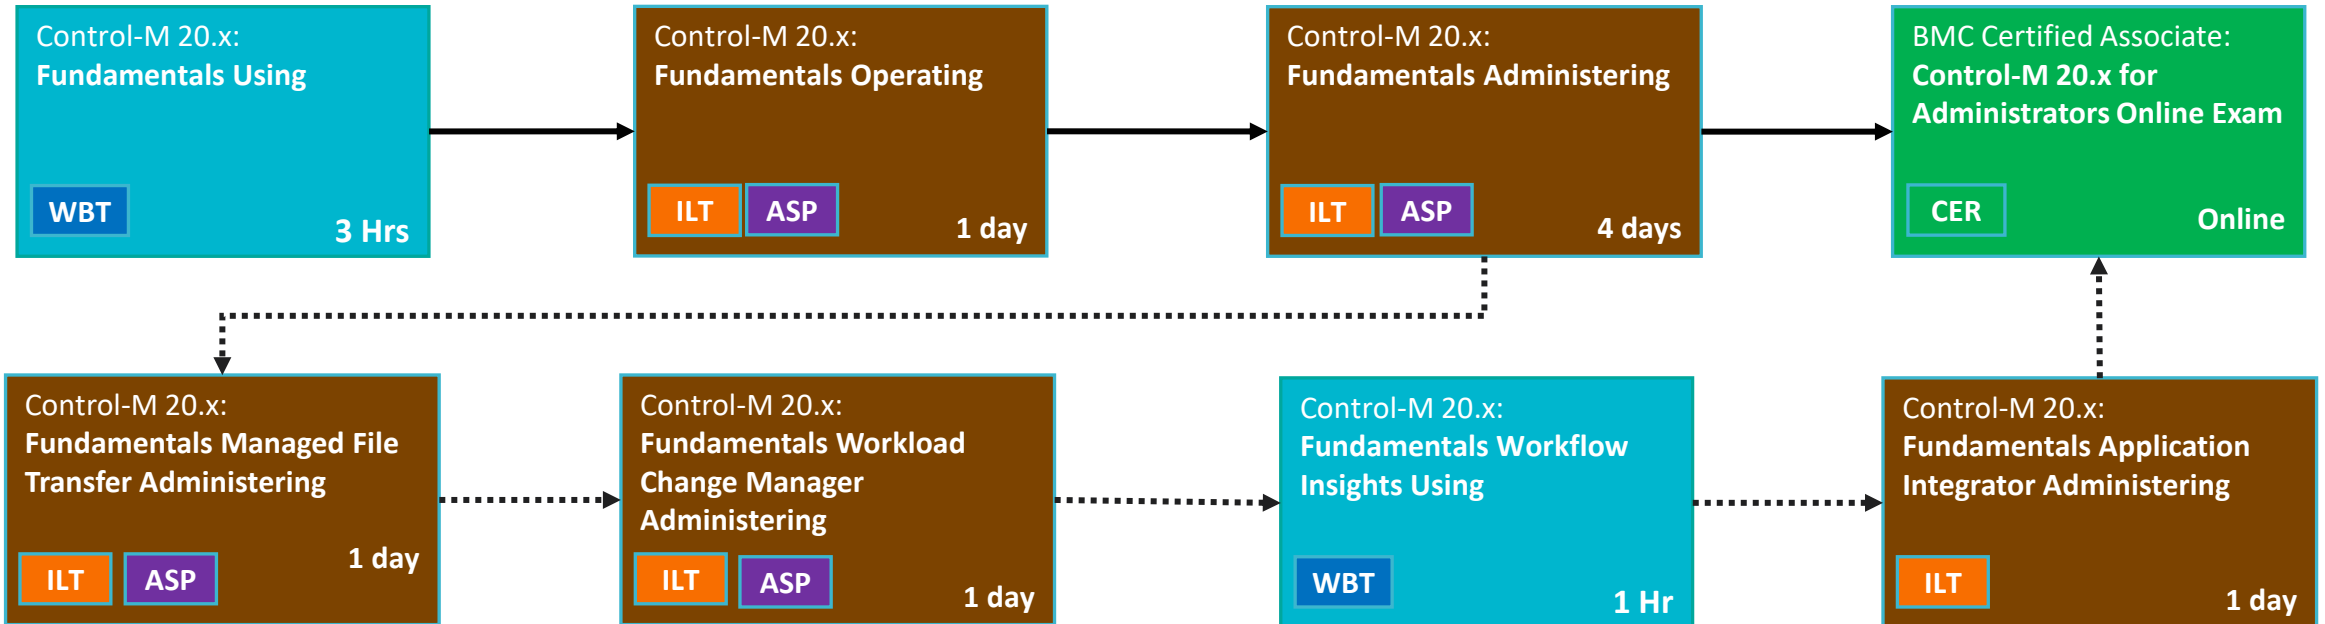 Control-M 20.x:
Fundamentals Using
WBT
3 Hrs
Control-M 20.x:
Fundamentals Operating
ILT
ASP
1 day
Control-M 20.x:
Fundamentals Administering
ILT
ASP
4 days
BMC Certified Associate:
Control-M 20.x for
Administrators Online Exam
CER
Online
Control-M 20.x:
Fundamentals Managed File
Transfer Administering
ILT
ASP
1 day
Control-M 20.x:
Fundamentals Workload
Change Manager
Administering
ILT
ASP
1 day
Control-M 20.x:
Fundamentals Workflow
Insights Using
WBT
1 Hr
Control-M 20.x:
Fundamentals Application
Integrator Administering
ILT
1 day